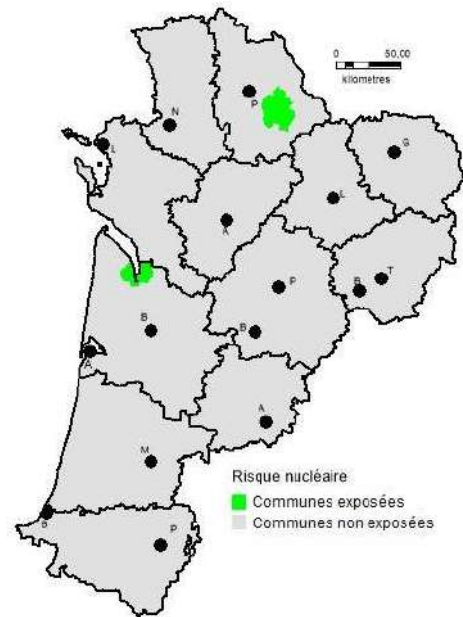 0 50,00
kilometres
P
N
L
G
L
A
P
T
B
B
B
A
A
M
B
P
Risque nucléaire
Communes exposées
Communes non exposées